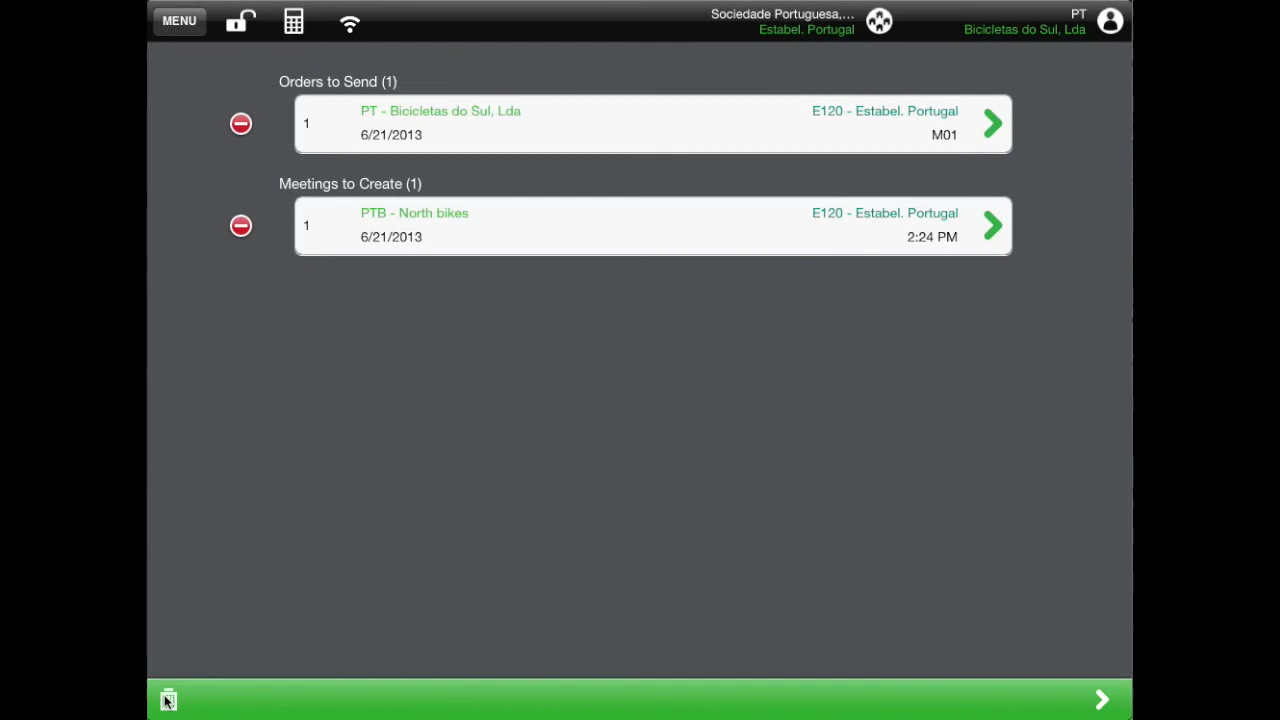 MENU
Sociedade Portuguesa,...
Estabel. Portugal
PT
Bicicletas do Sul, Lda
Orders to Send (1)
1
PT - Bicicletas do Sul, Lda
E120 - Estabel. Portugal
6/21/2013
M01
Meetings to Create (1)
1
PTB - North bikes
E120 - Estabel. Portugal
6/21/2013
2:24 PM